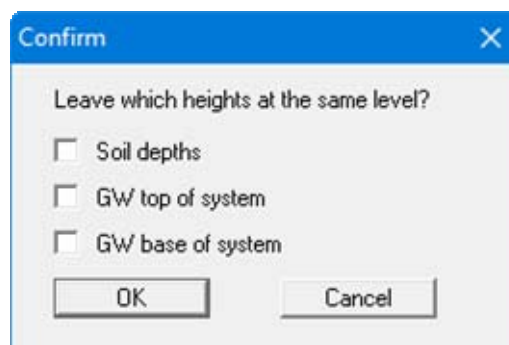 Confirm
Leave which heights at the same level?
Soil depths
GW top of system
GW base of system
OK Cancel